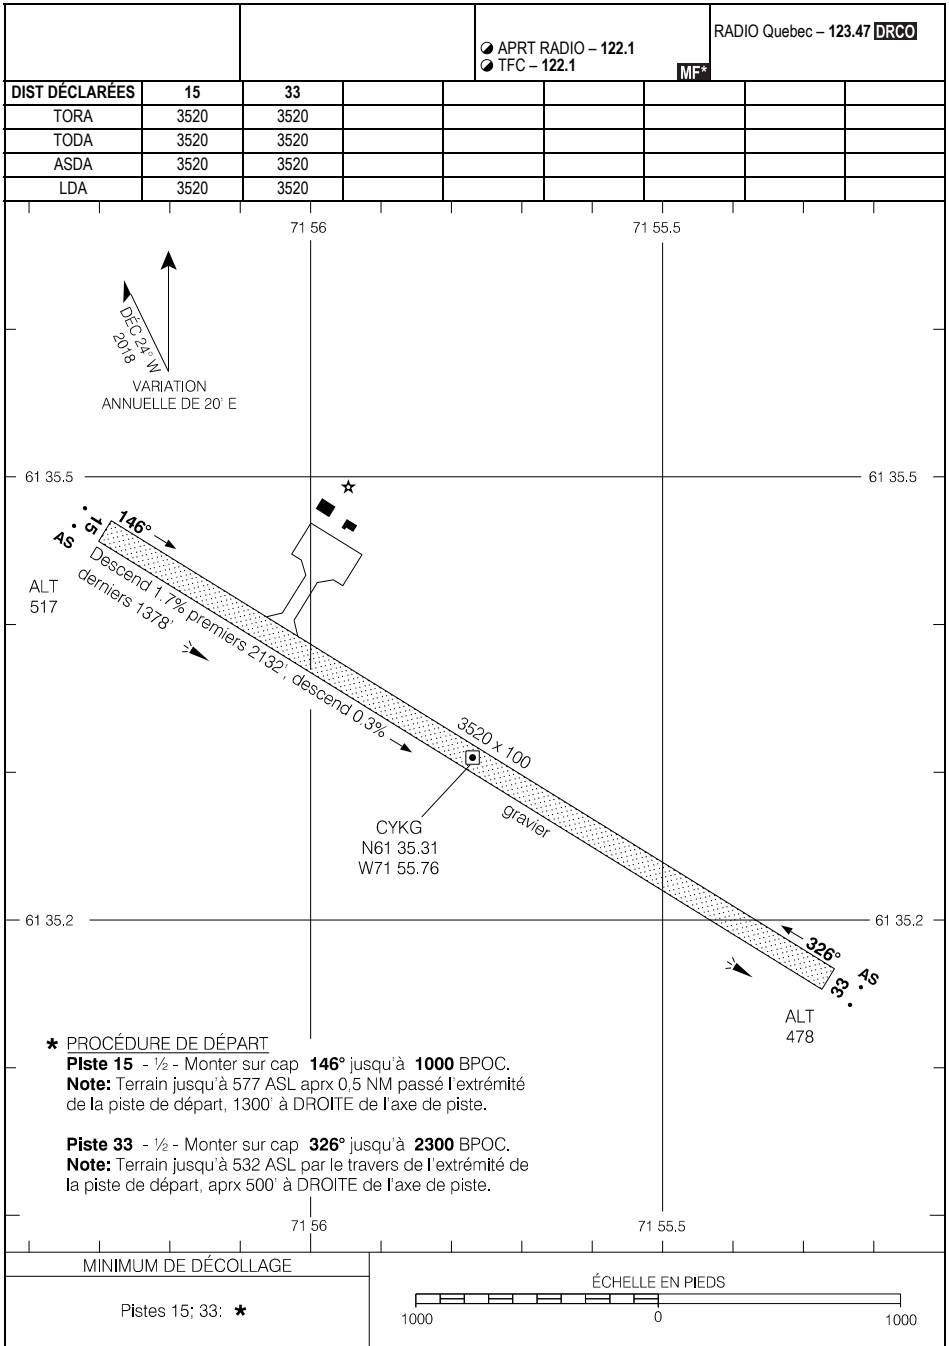 APRT RADIO – 122.1
TFC – 122.1
MF*
RADIO Quebec – 123.47 DRCO
DIST DÉCLARÉES 15 33
TORA 3520 3520
TODA 3520 3520
ASDA 3520 3520
LDA 3520 3520
71 56 71 55.5
DÉC 24° W
2018
VARIATION
ANNUELLE DE 20' E
61 35.5 61 35.5
AS
15
146°
ALT
517
Descend 1.7% premiers 2132', descend 0.3%
derniers 1378'
3520 x 100
gravier
CYKG
N61 35.31
W71 55.76
61 35.2 61 35.2
326°
33
AS
ALT
478
* PROCÉDURE DE DÉPART
Piste 15 - ½ - Monter sur cap 146° jusqu'à 1000 BPOC.
Note: Terrain jusqu'à 577 ASL aprx 0,5 NM passé l'extrémité
de la piste de départ, 1300' à DROITE de l'axe de piste.
Piste 33 - ½ - Monter sur cap 326° jusqu'à 2300 BPOC.
Note: Terrain jusqu'à 532 ASL par le travers de l'extrémité de
la piste de départ, aprx 500' à DROITE de l'axe de piste.
71 56 71 55.5
MINIMUM DE DÉCOLLAGE
Pistes 15; 33: *
ÉCHELLE EN PIEDS
1000 0 1000